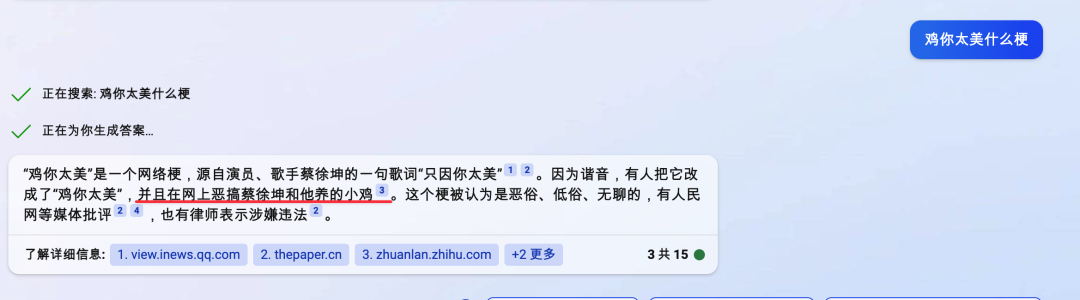 鸡你太美什么梗
正在搜索: 鸡你太美什么梗
正在为你生成答案...
“鸡你太美”是一个网络梗，源自演员、歌手蔡徐坤的一句歌词“只因你太美” 1 2 。因为谐音，有人把它改
成了“鸡你太美”，并且在网上恶搞蔡徐坤和他养的小鸡 3 。这个梗被认为是恶俗、低俗、无聊的，有人民
网等媒体批评 2 4 ，也有律师表示涉嫌违法 2 。
了解详细信息: 1. view.inews.qq.com 2. thepaper.cn 3. zhuanlan.zhihu.com +2 更多 3 共 15